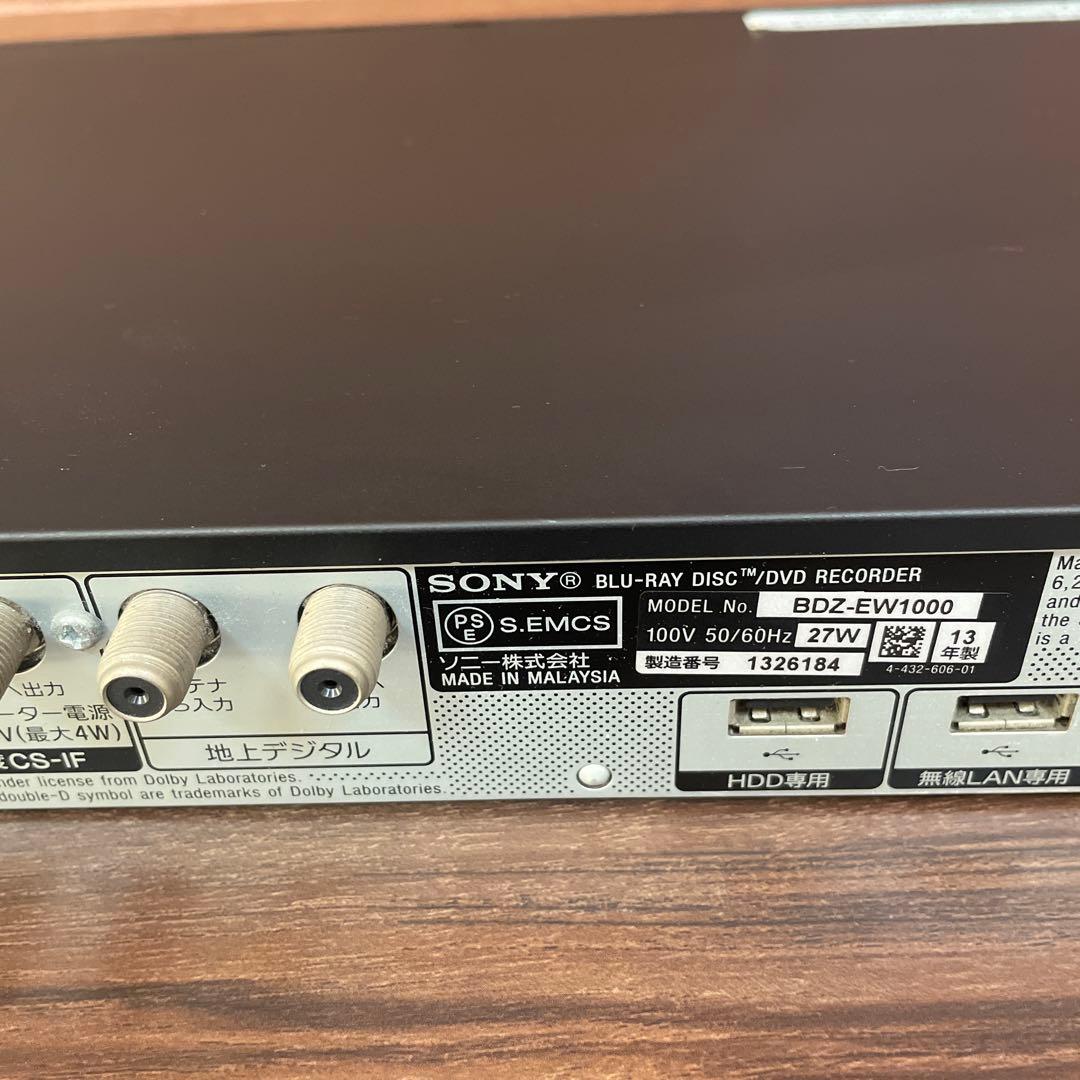 SONY® BLU-RAY DISC™/DVD RECORDER
PSE S.EMCS
MODEL No. BDZ-EW1000
100V 50/60Hz 27W
13年製
ソニー株式会社
MADE IN MALAYSIA
製造番号 1326184
4-432-606-01
Ma
6,2
and
the
is a
出力
ーター電源
V(最大4W)
CS-IF
テナ
入力
力
地上デジタル
HDD専用
無線LAN専用
nder license from Dolby Laboratories.
double-D symbol are trademarks of Dolby Laboratories.